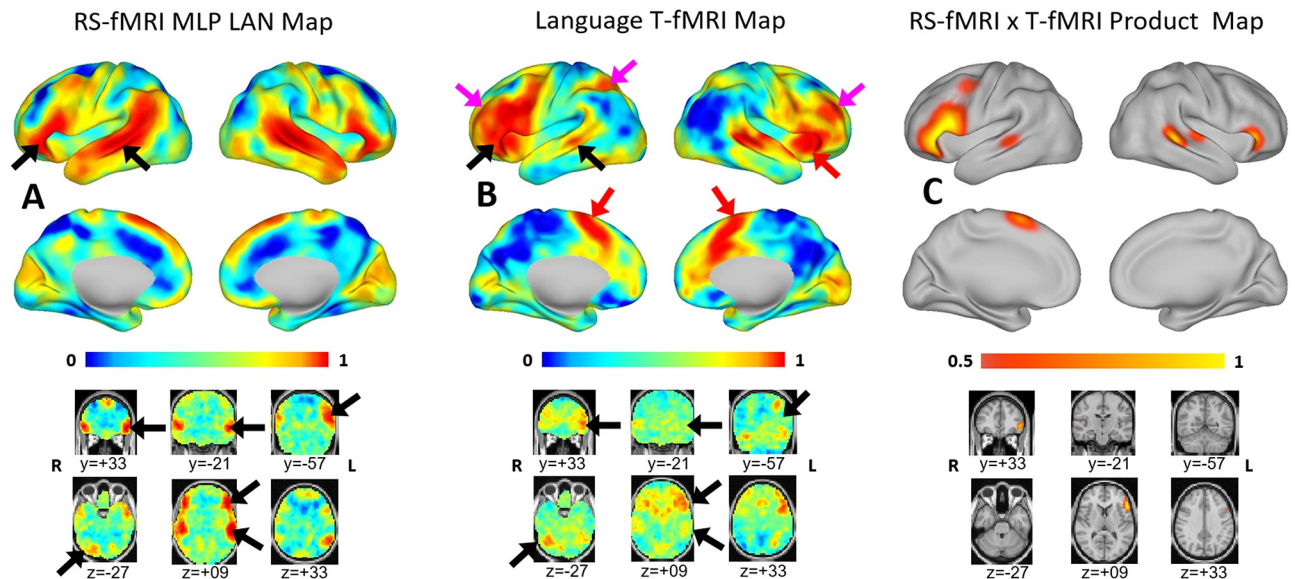 RS-fMRI MLP LAN Map
Language T-fMRI Map
RS-fMRI x T-fMRI Product Map
A
B
C
0 1
0 1
0.5 1
R y=+33 y=-21 y=-57 L
R y=+33 y=-21 y=-57 L
R y=+33 y=-21 y=-57 L
z=-27 z=+09 z=+33
z=-27 z=+09 z=+33
z=-27 z=+09 z=+33